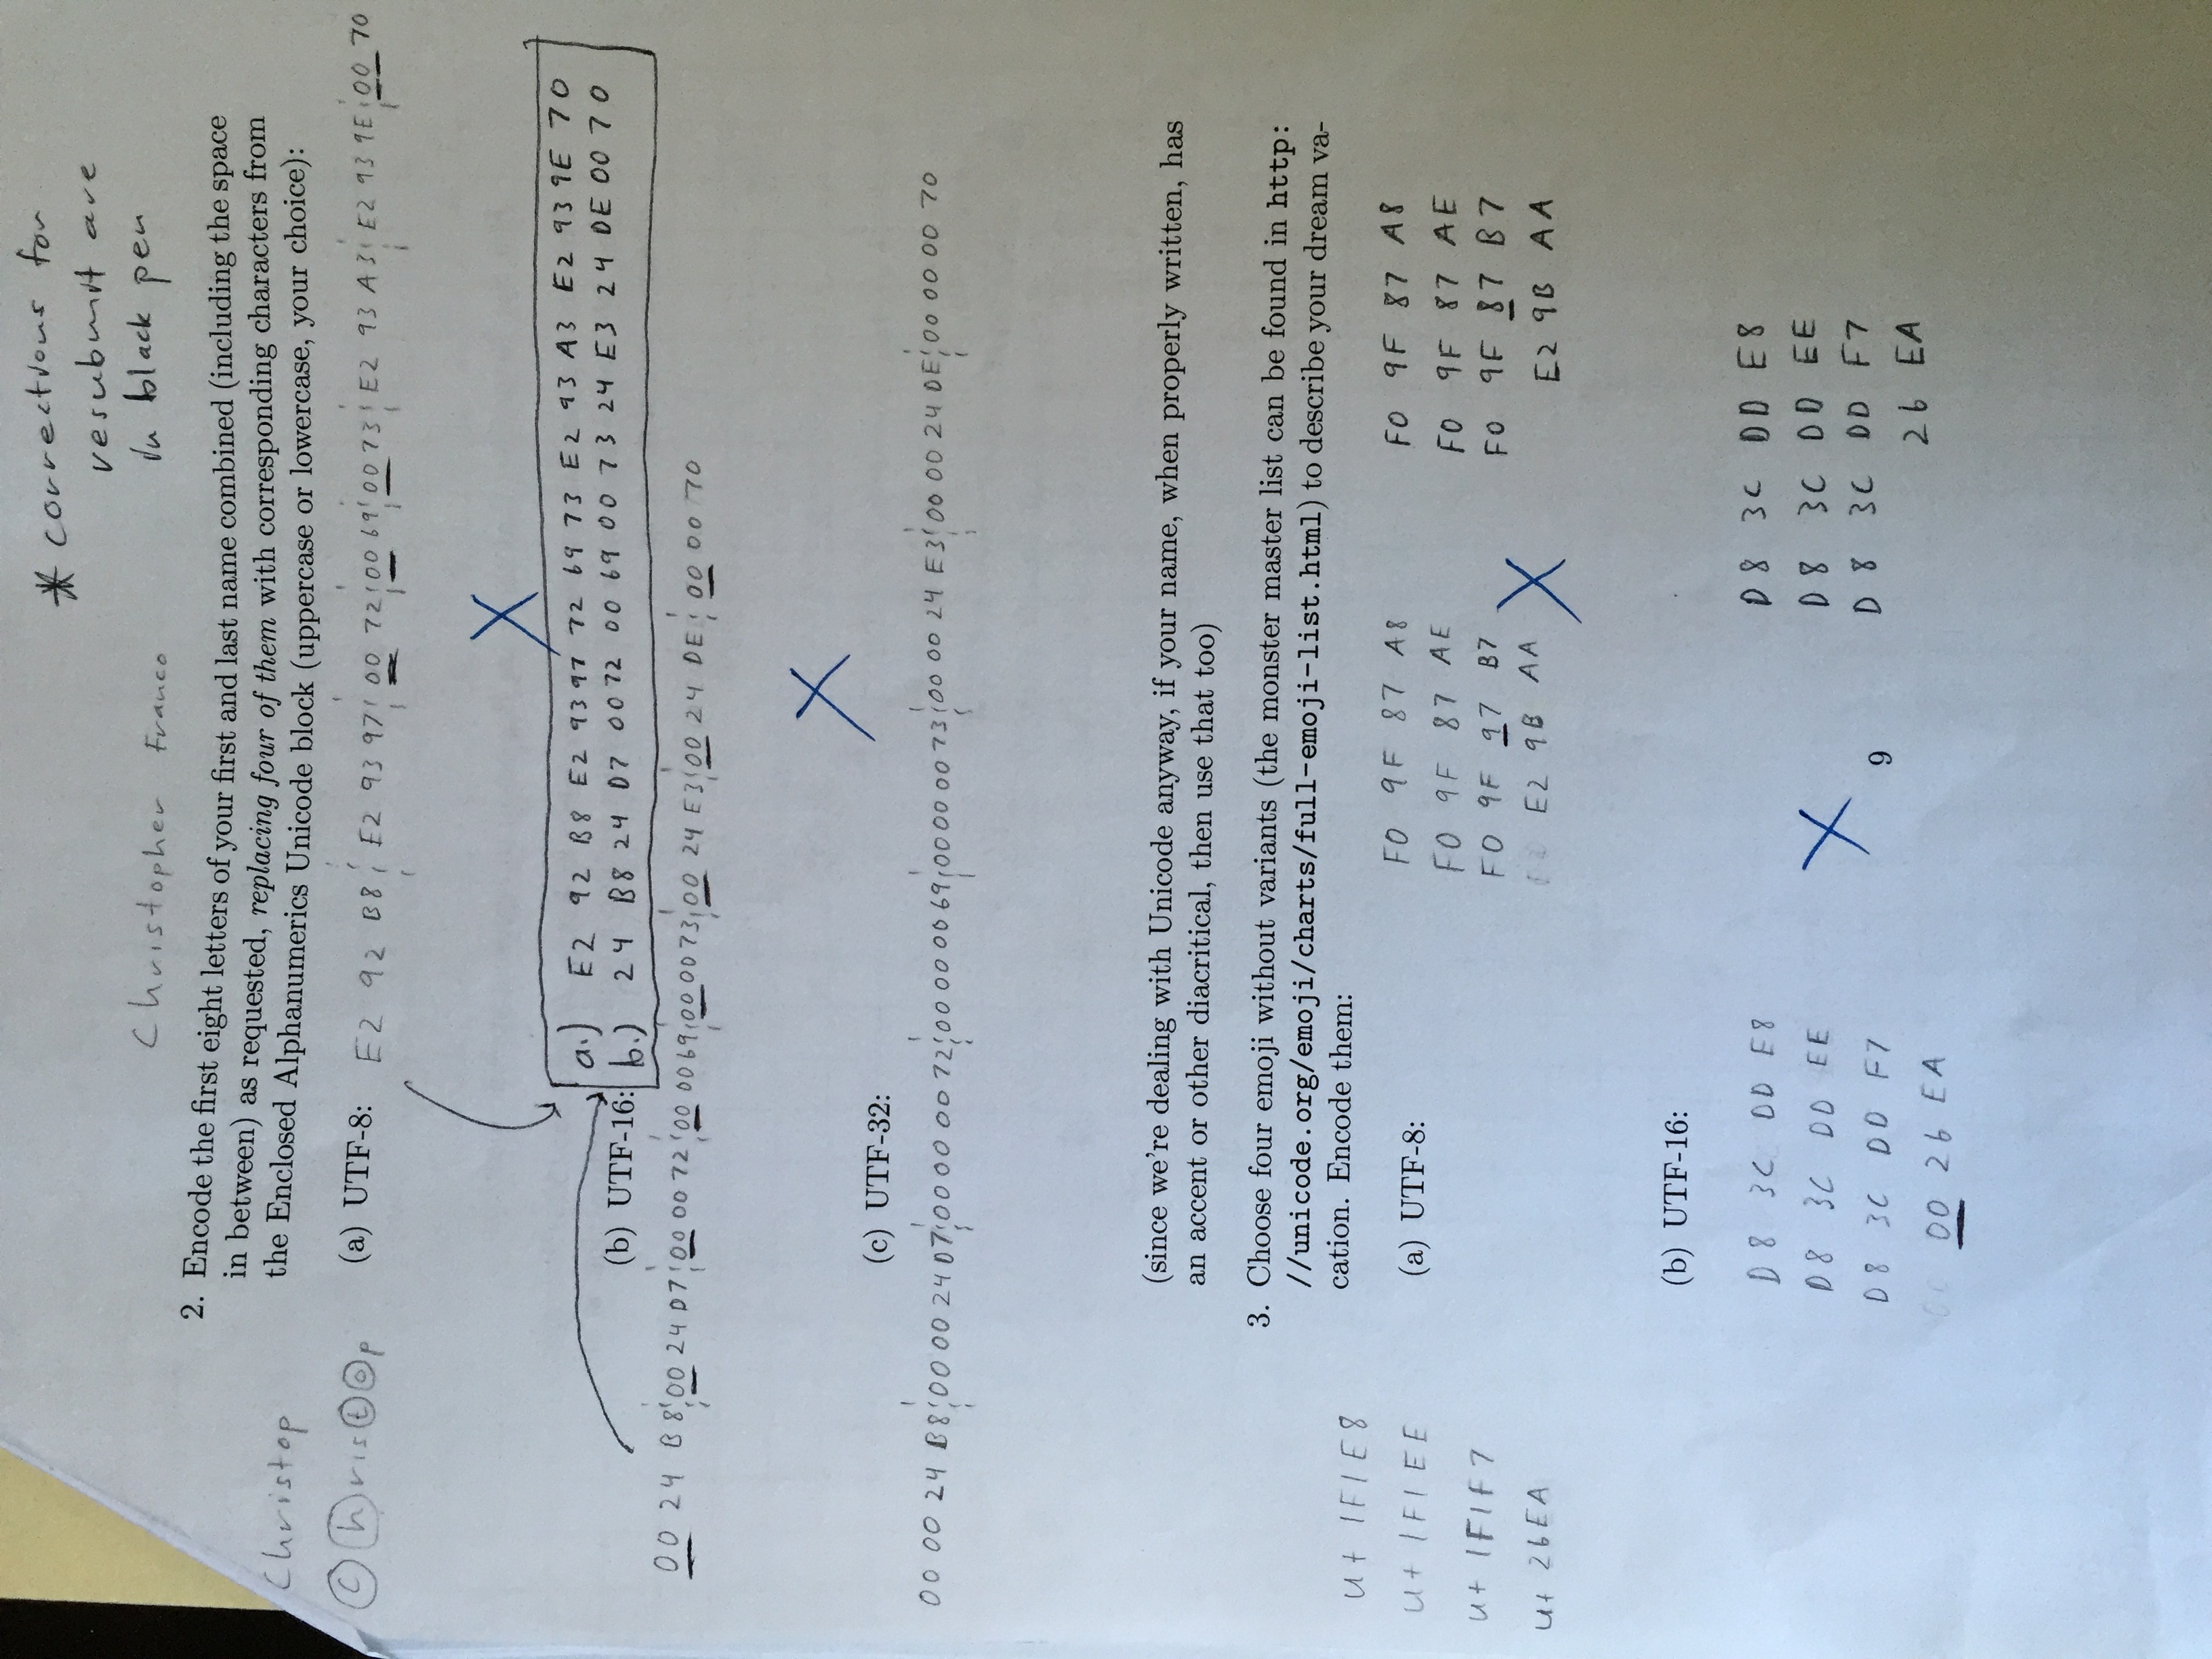 * corrections for
resubmit are
in black pen
Christopher Franco
2. Encode the first eight letters of your first and last name combined (including the space
in between) as requested, replacing four of them with corresponding characters from
the Enclosed Alphanumerics Unicode block (uppercase or lowercase, your choice):
Christop
Ⓒⓗrisⓣⓞp
(a) UTF-8: E2 92 B8 ¦ E2 93 97 ¦ 00 72 ¦ 00 69 ¦ 00 73 ¦ E2 93 A3 ¦ E2 93 9E ¦ 00 70
X
a.) E2 92 B8 E2 93 97 72 69 73 E2 93 A3 E2 93 9E 70
(b) UTF-16: b.) 24 B8 24 D7 00 72 00 69 00 73 24 E3 24 DE 00 70
00 24 B8 ¦ 00 24 D7 ¦ 00 00 72 ¦ 00 00 69 ¦ 00 00 73 ¦ 00 24 E3 ¦ 00 24 DE ¦ 00 00 70
X
(c) UTF-32:
00 00 24 B8 ¦ 00 00 24 D7 ¦ 00 00 00 72 ¦ 00 00 00 69 ¦ 00 00 00 73 ¦ 00 00 24 E3 ¦ 00 00 24 DE ¦ 00 00 00 70
(since we're dealing with Unicode anyway, if your name, when properly written, has
an accent or other diacritical, then use that too)
3. Choose four emoji without variants (the monster master list can be found in http:
//unicode.org/emoji/charts/full-emoji-list.html) to describe your dream va-
cation. Encode them:
U+ 1F1E8
U+ 1F1EE
U+ 1F1F7
U+ 26EA
(a) UTF-8:
F0 9F 87 A8
F0 9F 87 AE
F0 9F 97 B7
E2 9B AA
X
F0 9F 87 A8
F0 9F 87 AE
F0 9F 87 B7
E2 9B AA
(b) UTF-16:
D8 3C DD E8
D8 3C DD EE
D8 3C DD F7
00 26 EA
X
D8 3C DD E8
D8 3C DD EE
D8 3C DD F7
26 EA
9